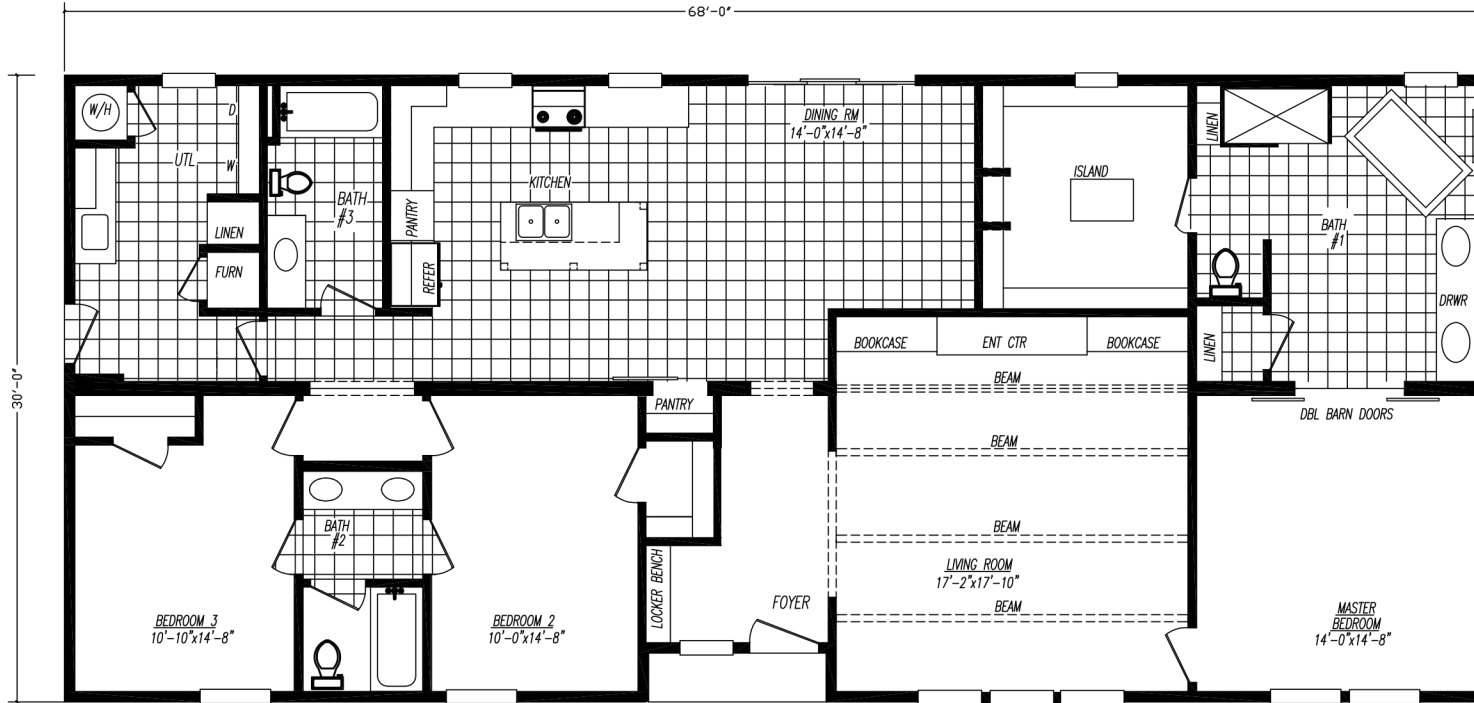 68'-0"
30'-0"
W/H
D
W
UTL
LINEN
FURN
BATH
#3
PANTRY
REFER
KITCHEN
DINING RM
14'-0"x14'-8"
ISLAND
LINEN
BATH
#1
DRWR
LINEN
BOOKCASE
ENT CTR
BOOKCASE
BEAM
BEAM
BEAM
BEAM
LIVING ROOM
17'-2"x17'-10"
DBL BARN DOORS
PANTRY
LOCKER BENCH
FOYER
BATH
#2
BEDROOM 3
10'-10"x14'-8"
BEDROOM 2
10'-0"x14'-8"
MASTER
BEDROOM
14'-0"x14'-8"